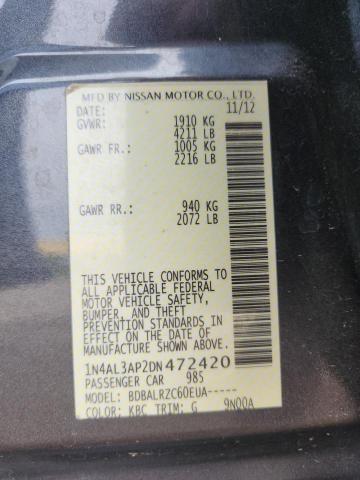 MFD BY NISSAN MOTOR CO., LTD.
DATE: 11/12
GVWR: 1910 KG
4211 LB
GAWR FR.: 1005 KG
2216 LB
GAWR RR.: 940 KG
2072 LB
THIS VEHICLE CONFORMS TO
ALL APPLICABLE FEDERAL
MOTOR VEHICLE SAFETY,
BUMPER, AND THEFT
PREVENTION STANDARDS IN
EFFECT ON THE DATE OF
MANUFACTURE SHOWN ABOVE.
1N4AL3AP2DN472420
PASSENGER CAR 985
MODEL: BDBALRZC60EUA-----
COLOR: KBC TRIM: G 9N00A